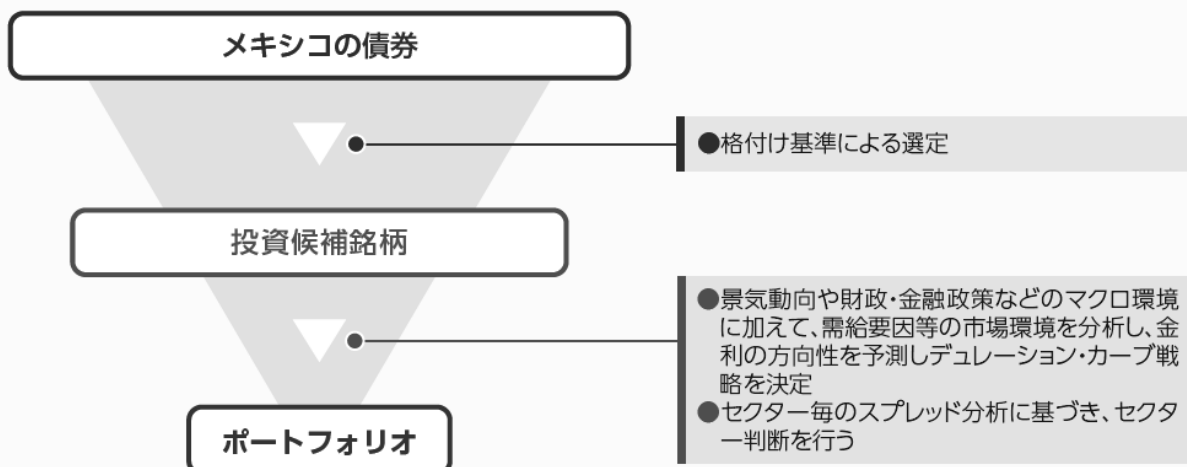 メキシコの債券
●格付け基準による選定
投資候補銘柄
●景気動向や財政・金融政策などのマクロ環境
に加えて、需給要因等の市場環境を分析し、金
利の方向性を予測しデュレーション・カーブ戦
略を決定
●セクター毎のスプレッド分析に基づき、セクタ
ー判断を行う
ポートフォリオ